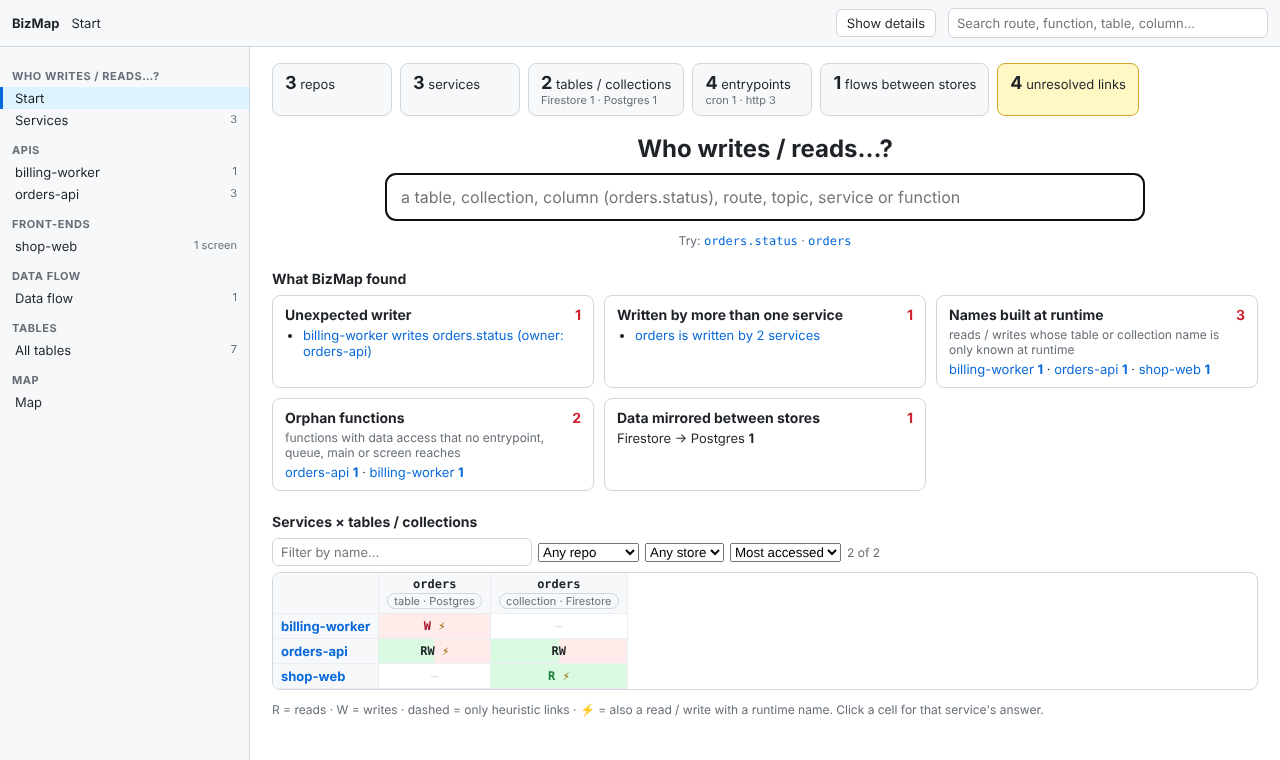 BizMap Start
Show details
Search route, function, table, column...
WHO WRITES / READS...?
Start
Services 3
APIS
billing-worker 1
orders-api 3
FRONT-ENDS
shop-web 1 screen
DATA FLOW
Data flow 1
TABLES
All tables 7
MAP
Map
3 repos
3 services
2 tables / collections
Firestore 1 · Postgres 1
4 entrypoints
cron 1 · http 3
1 flows between stores
4 unresolved links
Who writes / reads...?
a table, collection, column (orders.status), route, topic, service or function
Try: orders.status · orders
What BizMap found
Unexpected writer 1
• billing-worker writes orders.status (owner:
orders-api)
Written by more than one service 1
• orders is written by 2 services
Names built at runtime 3
reads / writes whose table or collection name is
only known at runtime
billing-worker 1 · orders-api 1 · shop-web 1
Orphan functions 2
functions with data access that no entrypoint,
queue, main or screen reaches
orders-api 1 · billing-worker 1
Data mirrored between stores 1
Firestore → Postgres 1
Services × tables / collections
Filter by name... Any repo Any store Most accessed 2 of 2
orders orders
table · Postgres collection · Firestore
billing-worker W ⚡ —
orders-api RW ⚡ RW
shop-web — R ⚡
R = reads · W = writes · dashed = only heuristic links · ⚡ = also a read / write with a runtime name. Click a cell for that service's answer.